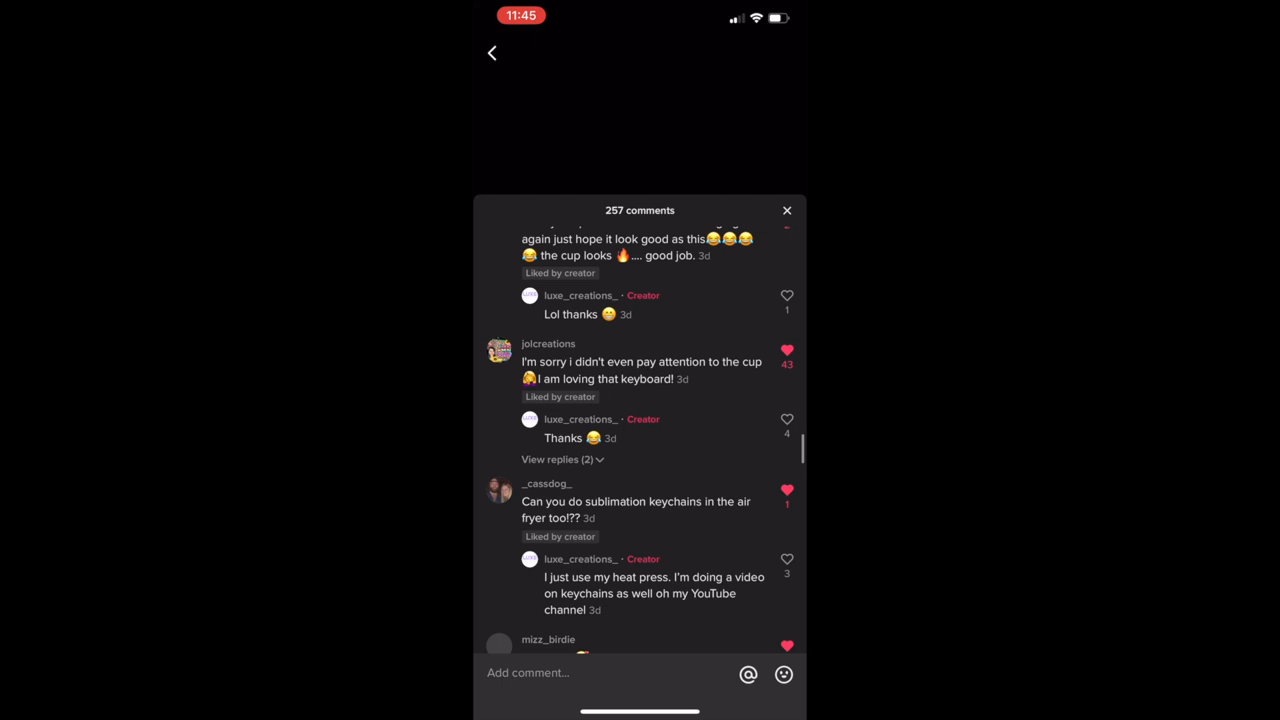 11:45
257 comments
again just hope it look good as this😂😂😂
😂 the cup looks 🔥.... good job. 3d
Liked by creator
luxe_creations_ · Creator
Lol thanks 😁 3d
1
jolcreations
I'm sorry i didn't even pay attention to the cup
🤦‍♀️I am loving that keyboard! 3d
43
Liked by creator
luxe_creations_ · Creator
Thanks 😂 3d
4
View replies (2)
_cassdog_
Can you do sublimation keychains in the air
fryer too!?? 3d
1
Liked by creator
luxe_creations_ · Creator
I just use my heat press. I'm doing a video
on keychains as well oh my YouTube
channel 3d
3
mizz_birdie
Add comment...